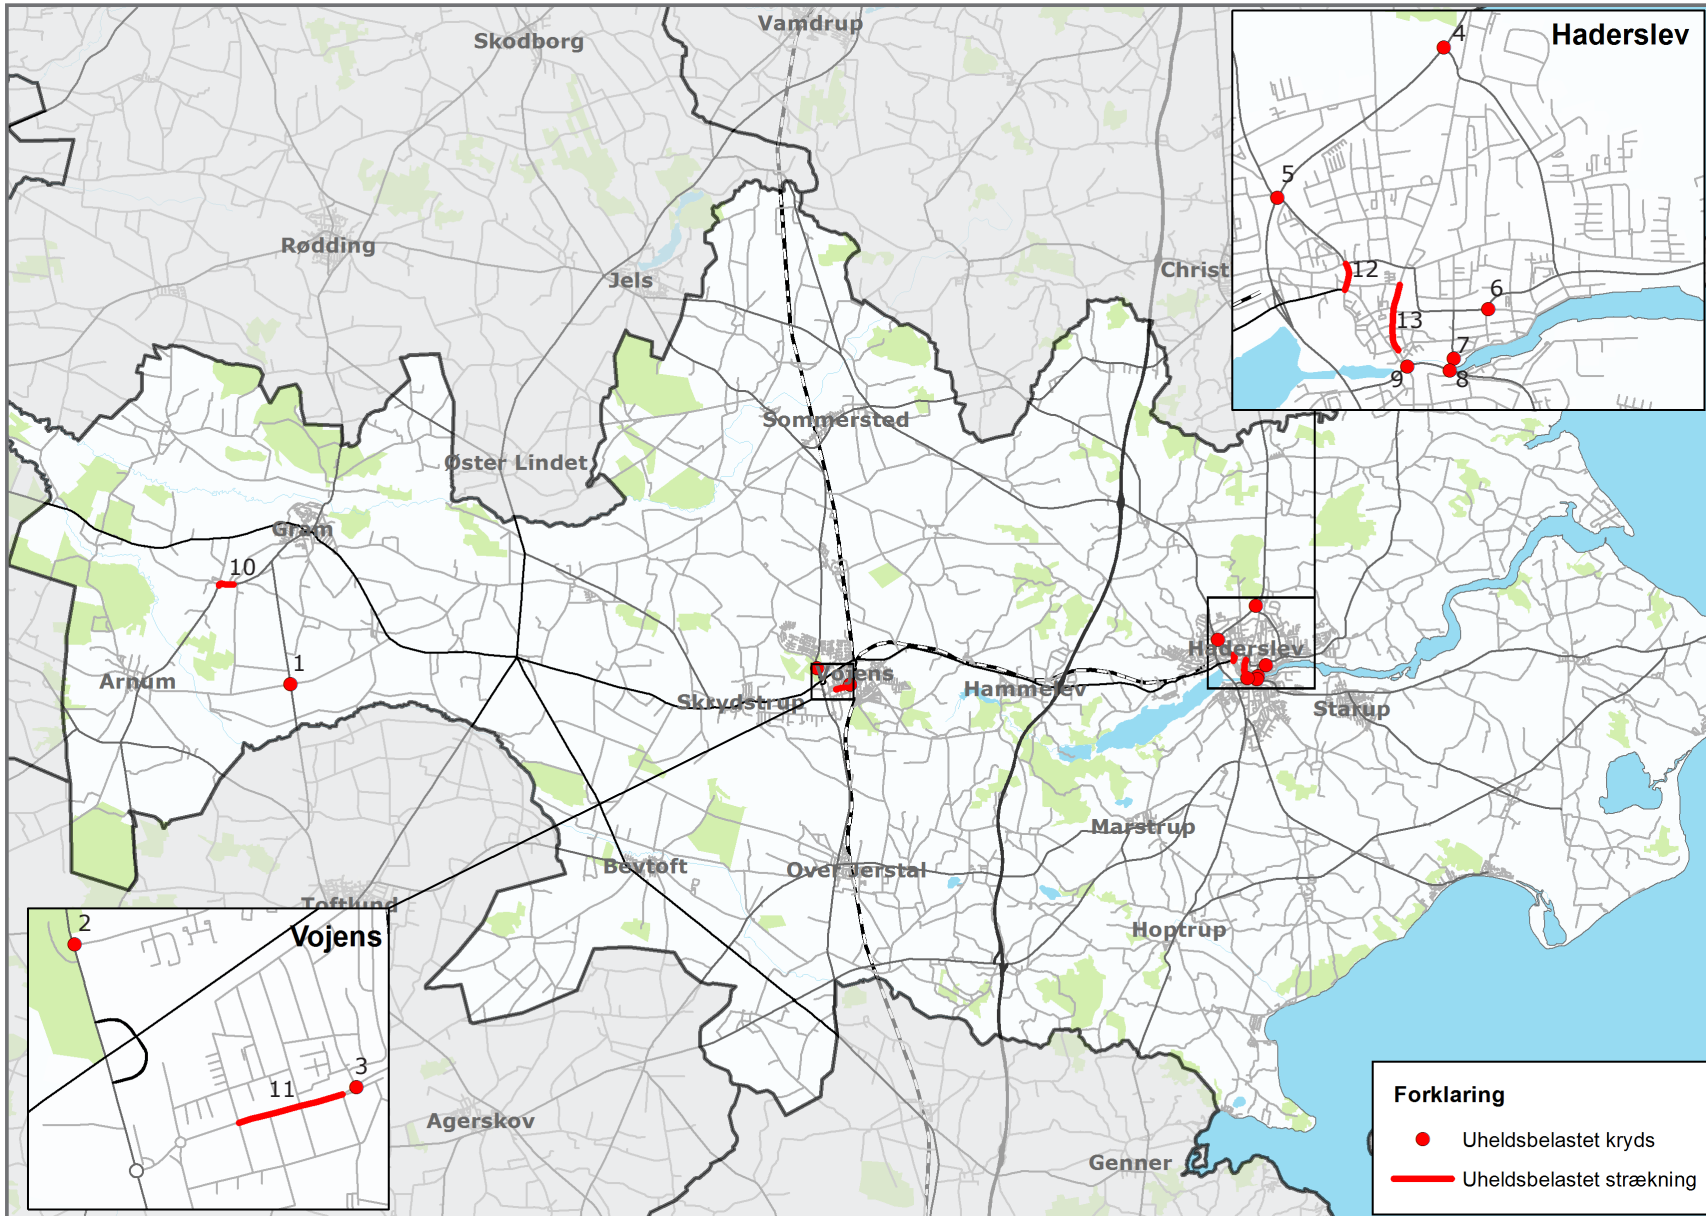 Vamdrup
Skodborg
Haderslev
4
5
Rødding
Jels
Christ
12
6
13
7
9
8
Sommersted
Øster Lindet
Gram
10
1
Arnum
Haderslev
Vojens
Skrydstrup
Hammelev
Starup
Marstrup
Bevtoft
Over Jerstal
Toftlund
Hoptrup
2
Vojens
3
11
Agerskov
Genner
Forklaring
Uheldsbelastet kryds
Uheldsbelastet strækning